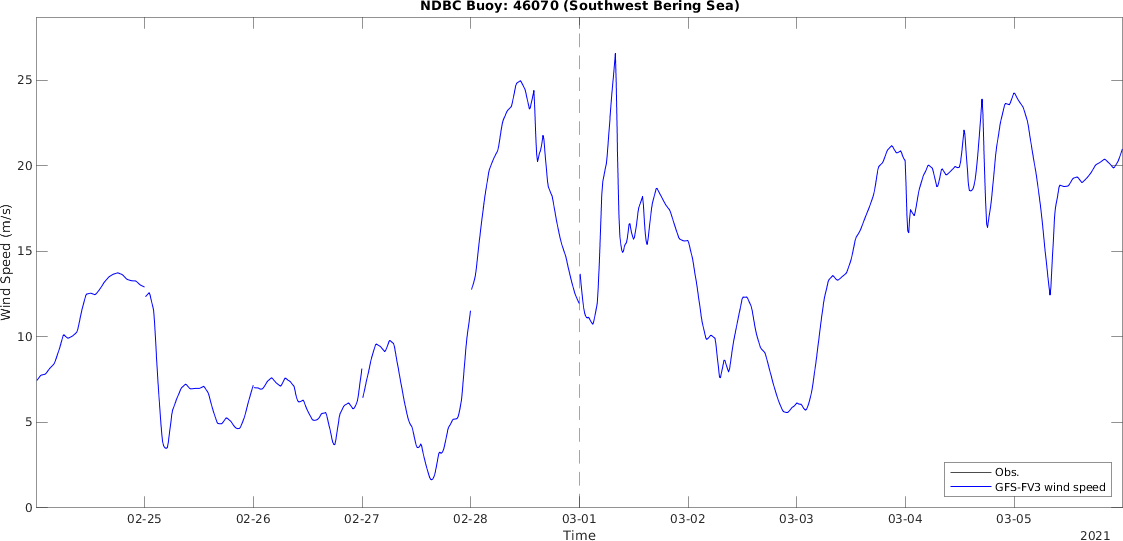 NDBC Buoy: 46070 (Southwest Bering Sea)
Wind Speed (m/s)
25
20
15
10
5
0
02-25 02-26 02-27 02-28 03-01 03-02 03-03 03-04 03-05
Time
2021
Obs.
GFS-FV3 wind speed